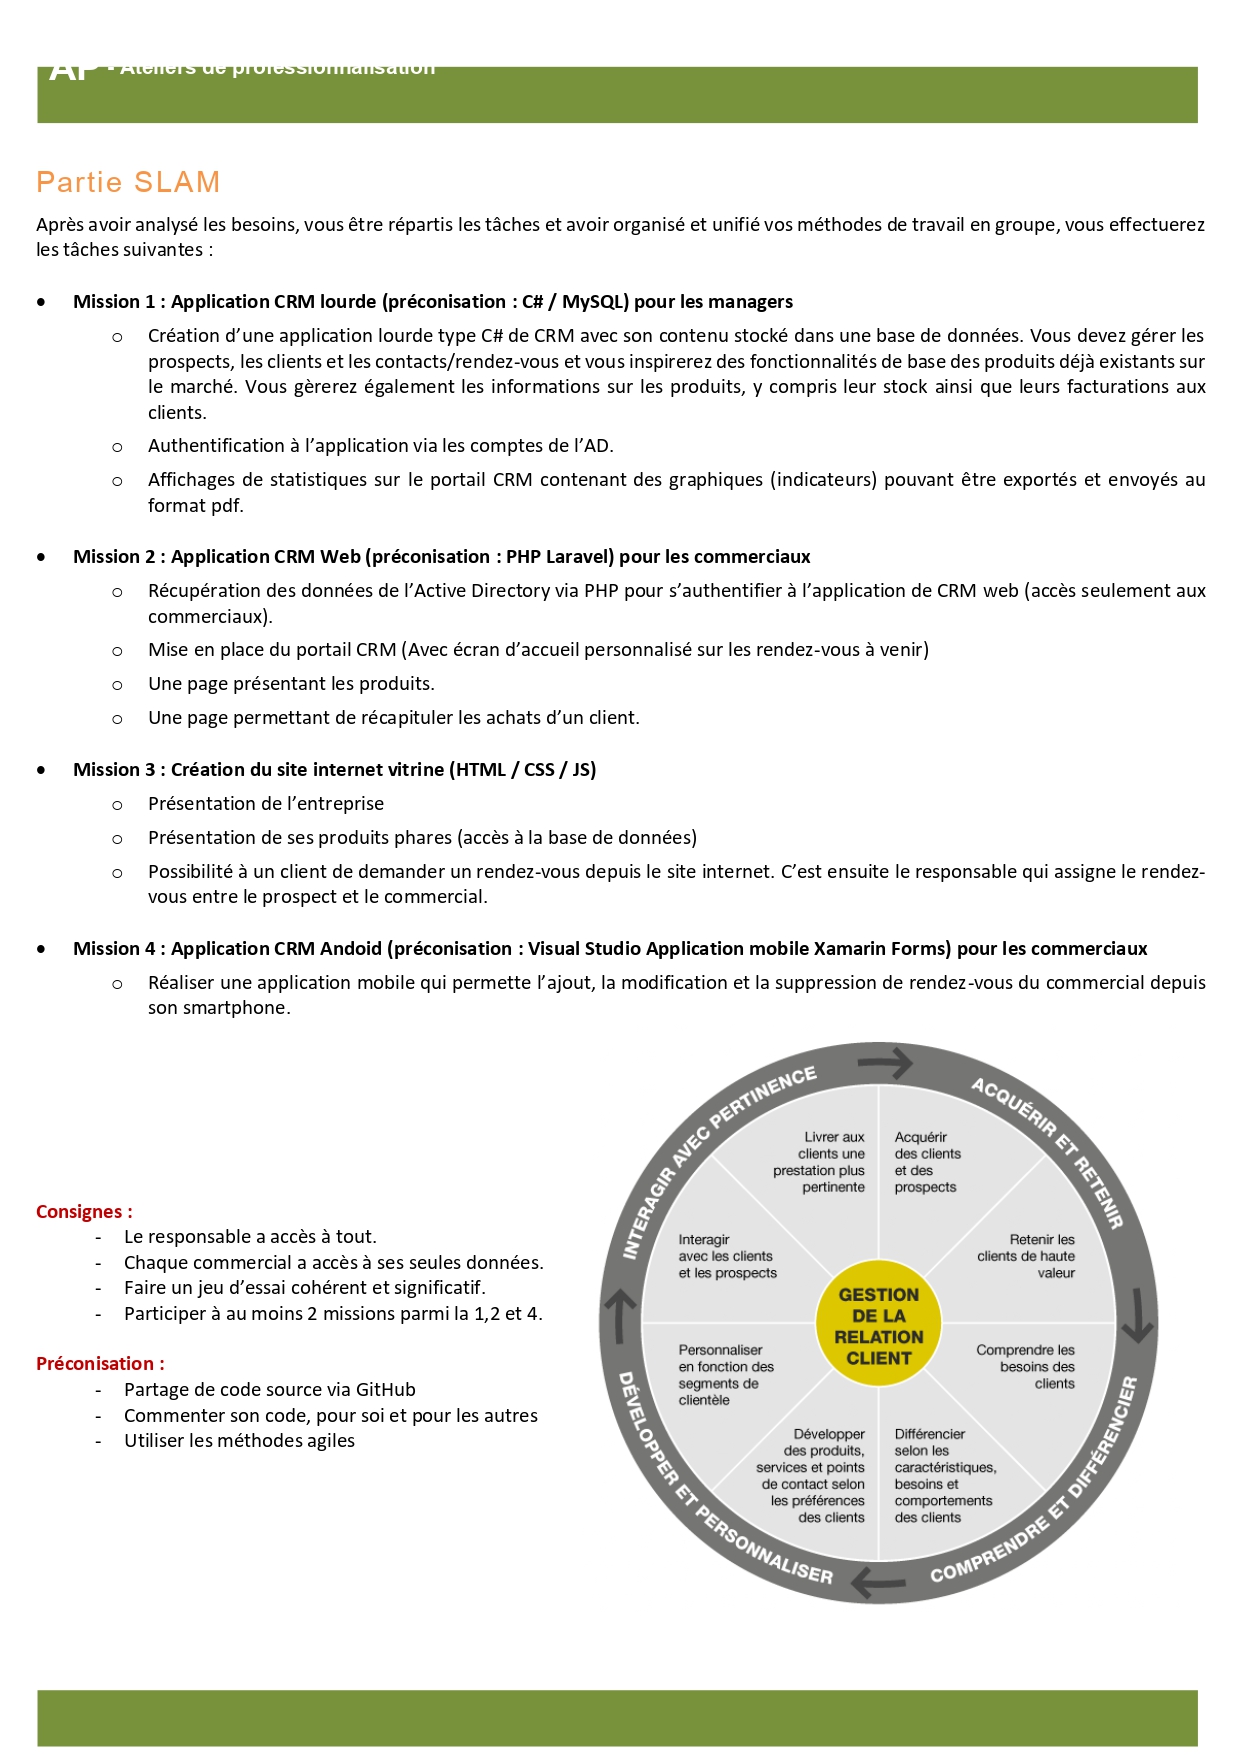 AP - Ateliers de professionnalisation
Partie SLAM
Après avoir analysé les besoins, vous être répartis les tâches et avoir organisé et unifié vos méthodes de travail en groupe, vous effectuerez
les tâches suivantes :
• Mission 1 : Application CRM lourde (préconisation : C# / MySQL) pour les managers
o Création d’une application lourde type C# de CRM avec son contenu stocké dans une base de données. Vous devez gérer les
prospects, les clients et les contacts/rendez-vous et vous inspirerez des fonctionnalités de base des produits déjà existants sur
le marché. Vous gèrerez également les informations sur les produits, y compris leur stock ainsi que leurs facturations aux
clients.
o Authentification à l’application via les comptes de l’AD.
o Affichages de statistiques sur le portail CRM contenant des graphiques (indicateurs) pouvant être exportés et envoyés au
format pdf.
• Mission 2 : Application CRM Web (préconisation : PHP Laravel) pour les commerciaux
o Récupération des données de l’Active Directory via PHP pour s’authentifier à l’application de CRM web (accès seulement aux
commerciaux).
o Mise en place du portail CRM (Avec écran d’accueil personnalisé sur les rendez-vous à venir)
o Une page présentant les produits.
o Une page permettant de récapituler les achats d’un client.
• Mission 3 : Création du site internet vitrine (HTML / CSS / JS)
o Présentation de l’entreprise
o Présentation de ses produits phares (accès à la base de données)
o Possibilité à un client de demander un rendez-vous depuis le site internet. C’est ensuite le responsable qui assigne le rendez-
vous entre le prospect et le commercial.
• Mission 4 : Application CRM Andoid (préconisation : Visual Studio Application mobile Xamarin Forms) pour les commerciaux
o Réaliser une application mobile qui permette l’ajout, la modification et la suppression de rendez-vous du commercial depuis
son smartphone.
Consignes :
- Le responsable a accès à tout.
- Chaque commercial a accès à ses seules données.
- Faire un jeu d’essai cohérent et significatif.
- Participer à au moins 2 missions parmi la 1,2 et 4.
Préconisation :
- Partage de code source via GitHub
- Commenter son code, pour soi et pour les autres
- Utiliser les méthodes agiles
GESTION
DE LA
RELATION
CLIENT
ACQUÉRIR ET RETENIR
Acquérir
des clients
et des
prospects
Retenir les
clients de haute
valeur
COMPRENDRE ET DIFFÉRENCIER
Comprendre les
besoins des
clients
Différencier
selon les
caractéristiques,
besoins et
comportements
des clients
DÉVELOPPER ET PERSONNALISER
Développer
des produits,
services et points
de contact selon
les préférences
des clients
Personnaliser
en fonction des
segments de
clientèle
INTERAGIR AVEC PERTINENCE
Interagir
avec les clients
et les prospects
Livrer aux
clients une
prestation plus
pertinente